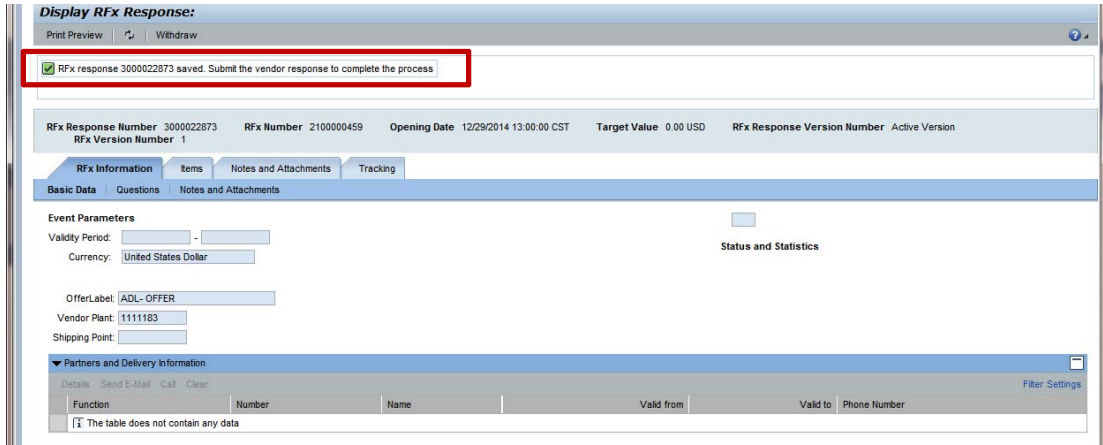 Display RFx Response:
Print Preview Withdraw
RFx response 3000022873 saved. Submit the vendor response to complete the process
RFx Response Number 3000022873 RFx Number 2100000459 Opening Date 12/29/2014 13:00:00 CST Target Value 0.00 USD RFx Response Version Number Active Version
RFx Version Number 1
RFx Information Items Notes and Attachments Tracking
Basic Data Questions Notes and Attachments
Event Parameters
Validity Period: -
Status and Statistics
Currency: United States Dollar
OfferLabel: ADL- OFFER
Vendor Plant: 1111183
Shipping Point:
Partners and Delivery Information
Details Send E-Mail Call Clear Filter Settings
Function Number Name Valid from Valid to Phone Number
The table does not contain any data